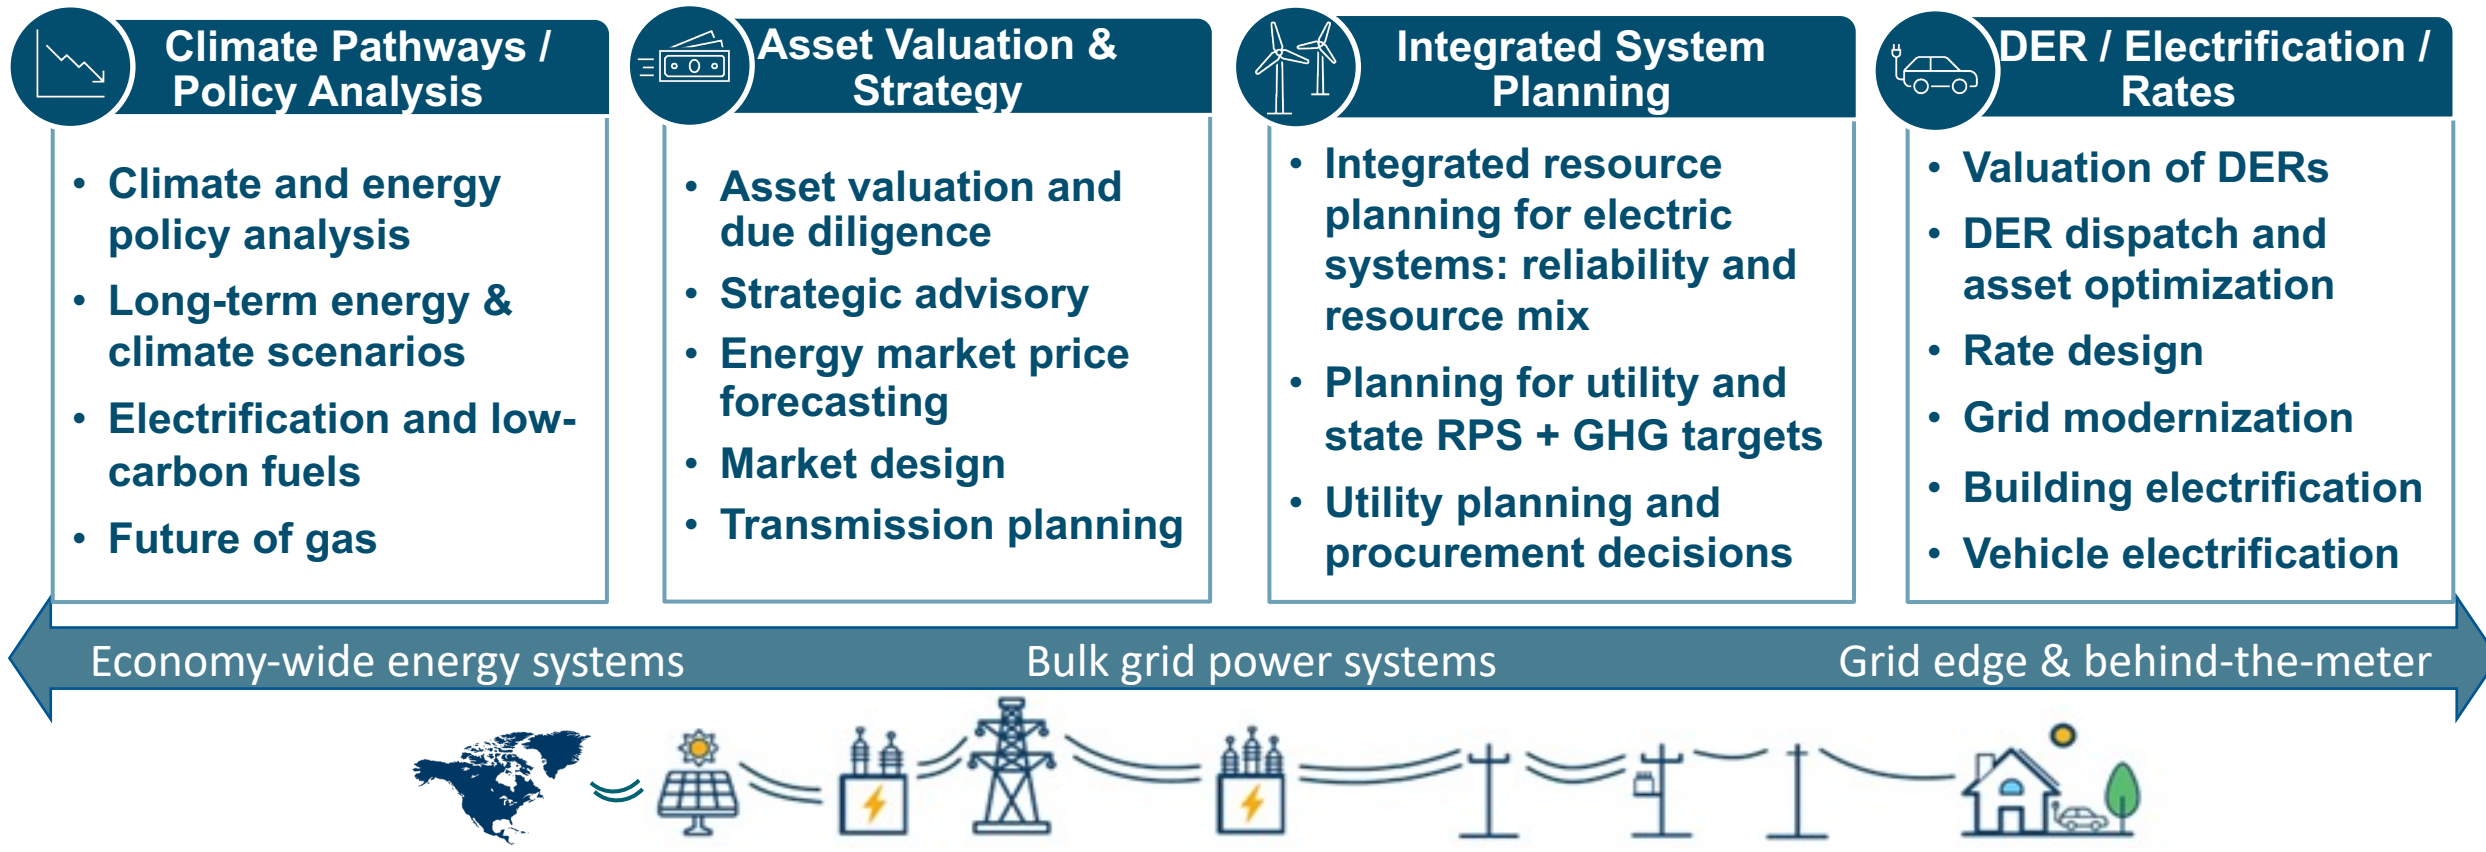 Climate Pathways /
Policy Analysis
• Climate and energy
policy analysis
• Long-term energy &
climate scenarios
• Electrification and low-
carbon fuels
• Future of gas
Asset Valuation &
Strategy
• Asset valuation and
due diligence
• Strategic advisory
• Energy market price
forecasting
• Market design
• Transmission planning
Integrated System
Planning
• Integrated resource
planning for electric
systems: reliability and
resource mix
• Planning for utility and
state RPS + GHG targets
• Utility planning and
procurement decisions
DER / Electrification /
Rates
• Valuation of DERs
• DER dispatch and
asset optimization
• Rate design
• Grid modernization
• Building electrification
• Vehicle electrification
Economy-wide energy systems
Bulk grid power systems
Grid edge & behind-the-meter